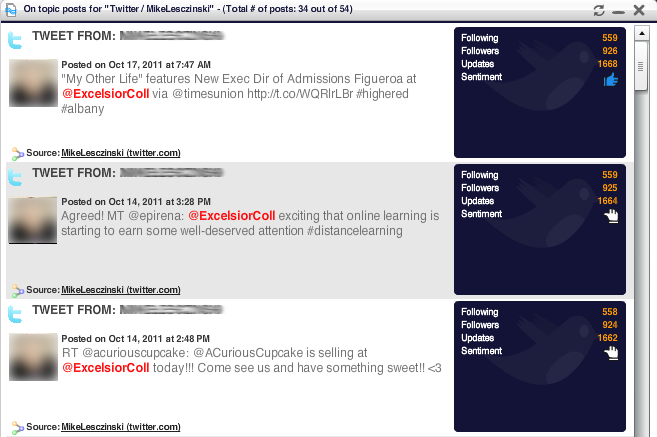 On topic posts for "Twitter / MikeLesczinski" - (Total # of posts: 34 out of 54)
TWEET FROM:
Posted on Oct 17, 2011 at 7:47 AM
"My Other Life" features New Exec Dir of Admissions Figueroa at
@ExcelsiorColl via @timesunion http://t.co/WQRlrLBr #highered
#albany
Source: MikeLesczinski (twitter.com)
Following 559
Followers 926
Updates 1668
Sentiment
TWEET FROM:
Posted on Oct 14, 2011 at 3:28 PM
Agreed! MT @epirena: @ExcelsiorColl exciting that online learning is
starting to earn some well-deserved attention #distancelearning
Source: MikeLesczinski (twitter.com)
Following 559
Followers 925
Updates 1664
Sentiment
TWEET FROM:
Posted on Oct 14, 2011 at 2:48 PM
RT @acuriouscupcake: @ACuriousCupcake is selling at
@ExcelsiorColl today!!! Come see us and have something sweet!! <3
Source: MikeLesczinski (twitter.com)
Following 558
Followers 924
Updates 1662
Sentiment